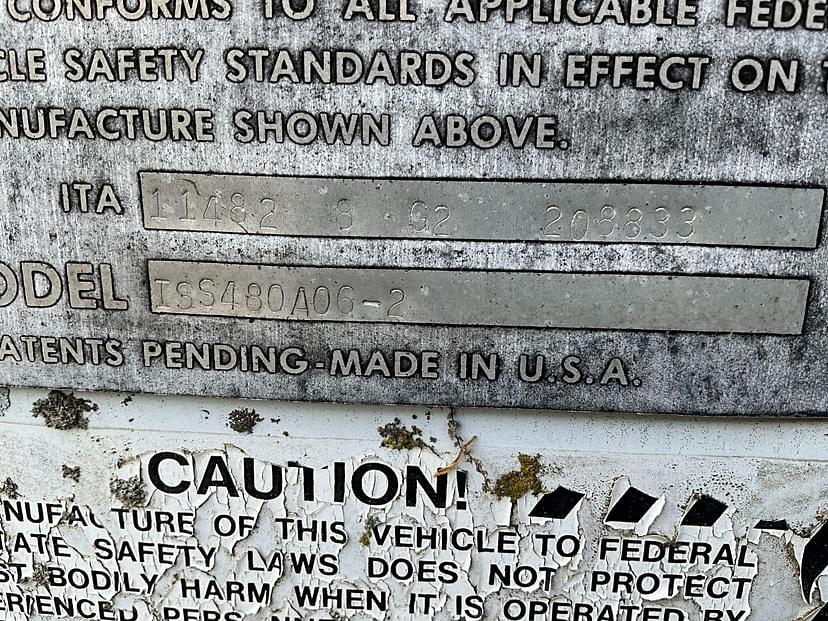 CONFORMS TO ALL APPLICABLE FEDE
CLE SAFETY STANDARDS IN EFFECT ON T
NUFACTURE SHOWN ABOVE.
ITA 11482 8 G2 208833
ODEL ISS480A06-2
ATENTS PENDING-MADE IN U.S.A.
CAUTION!
NUFACTURE OF THIS VEHICLE TO FEDERAL
ATE SAFETY LAWS DOES NOT PROTECT
ST BODILY HARM WHEN IT IS OPERATED BY
ERIENCED